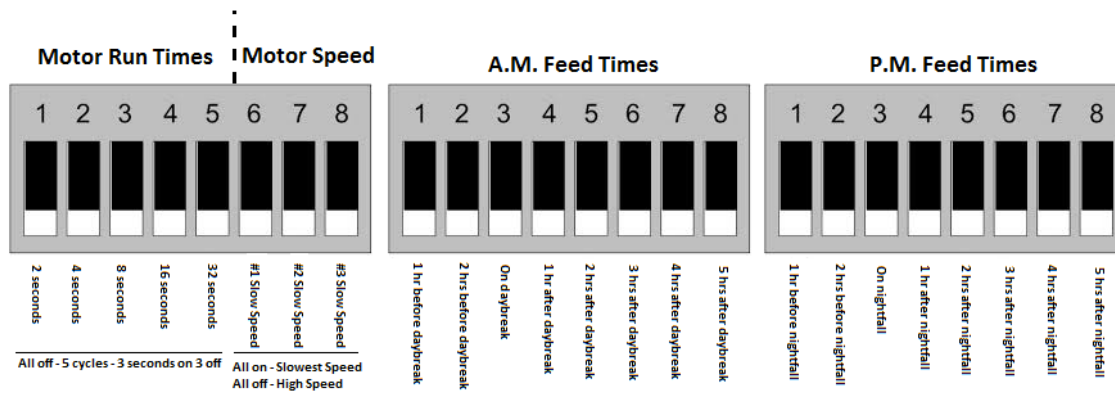 Motor Run Times
Motor Speed
1 2 3 4 5 6 7 8
2 seconds
4 seconds
8 seconds
16 seconds
32 seconds
#1 Slow Speed
#2 Slow Speed
#3 Slow Speed
All off - 5 cycles - 3 seconds on 3 off
All on - Slowest Speed
All off - High Speed
A.M. Feed Times
1 2 3 4 5 6 7 8
1 hr before daybreak
2 hrs before daybreak
On daybreak
1 hr after daybreak
2 hrs after daybreak
3 hrs after daybreak
4 hrs after daybreak
5 hrs after daybreak
P.M. Feed Times
1 2 3 4 5 6 7 8
1 hr before nightfall
2 hrs before nightfall
On nightfall
1 hr after nightfall
2 hrs after nightfall
3 hrs after nightfall
4 hrs after nightfall
5 hrs after nightfall